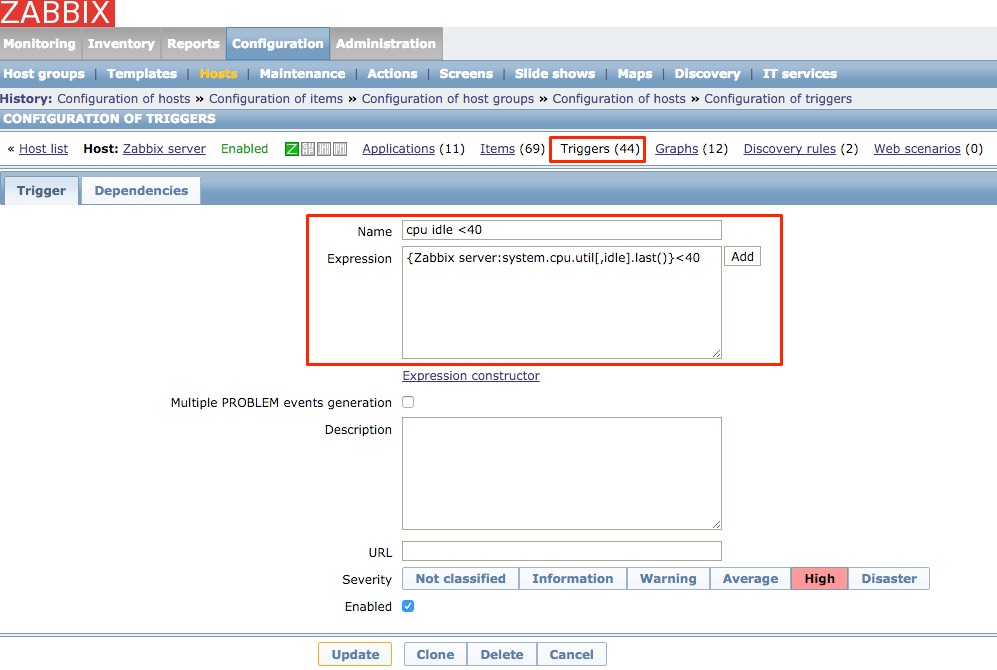 ZABBIX
Monitoring Inventory Reports Configuration Administration
Host groups | Templates | Hosts | Maintenance | Actions | Screens | Slide shows | Maps | Discovery | IT services
History: Configuration of hosts » Configuration of items » Configuration of host groups » Configuration of hosts » Configuration of triggers
CONFIGURATION OF TRIGGERS
« Host list Host: Zabbix server Enabled Z Applications (11) Items (69) Triggers (44) Graphs (12) Discovery rules (2) Web scenarios (0)
Trigger Dependencies
Name cpu idle <40
Expression {Zabbix server:system.cpu.util[,idle].last()}<40 Add
Expression constructor
Multiple PROBLEM events generation
Description
URL
Severity Not classified Information Warning Average High Disaster
Enabled
Update Clone Delete Cancel